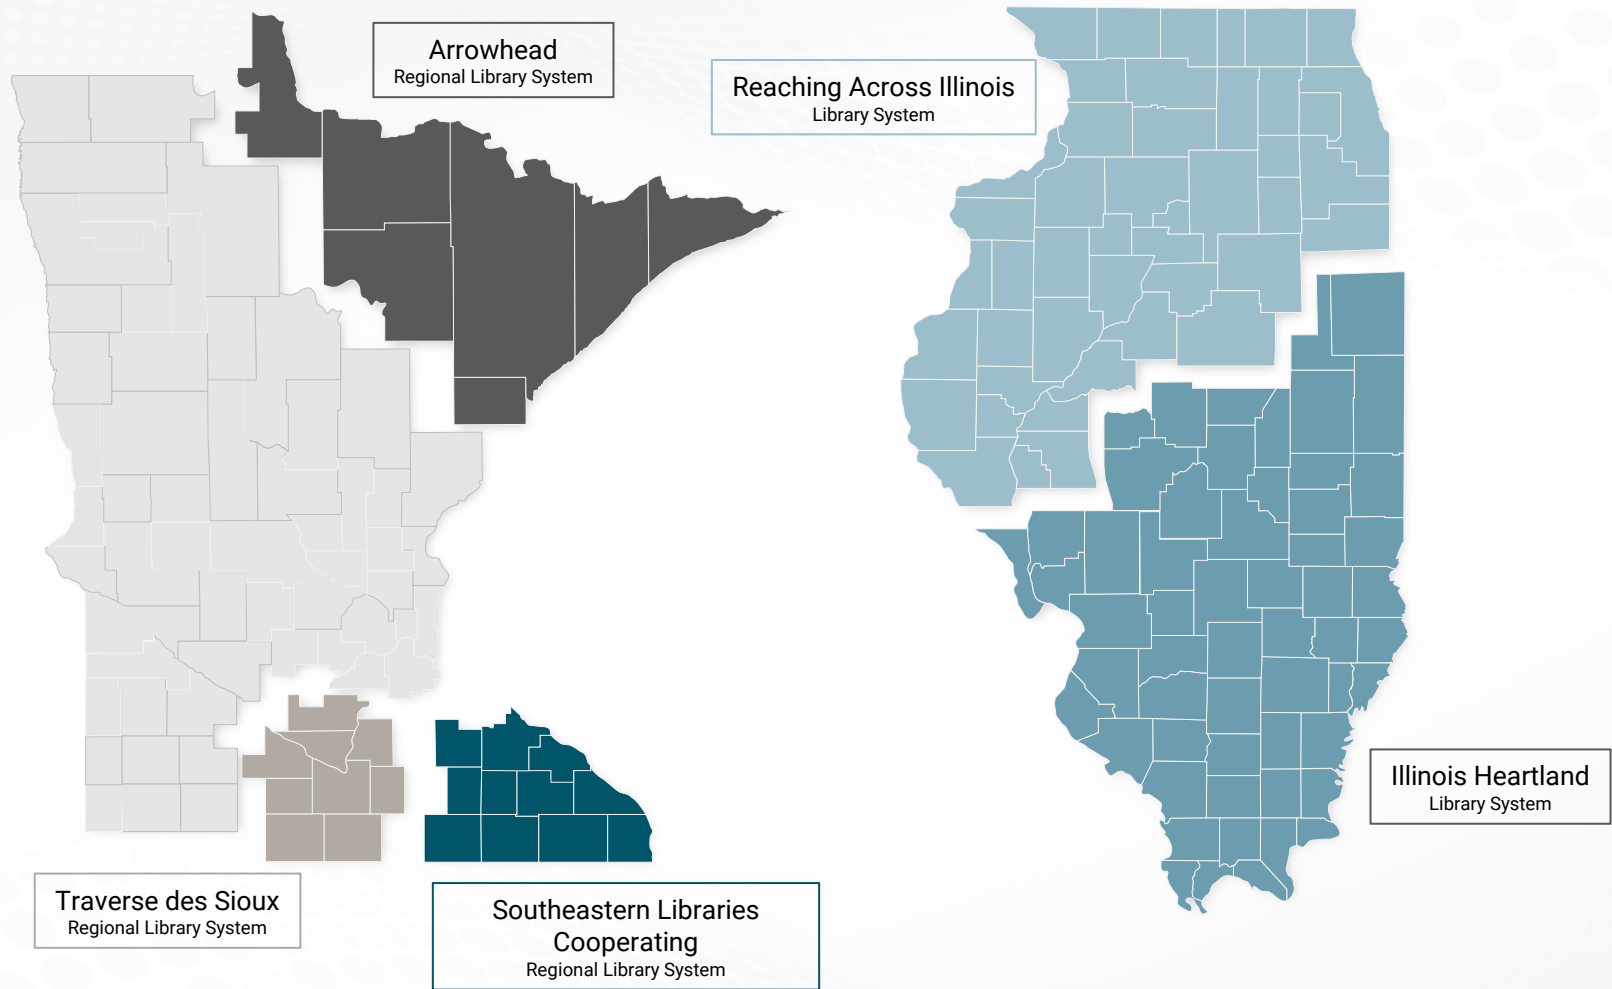 Arrowhead
Regional Library System
Reaching Across Illinois
Library System
Illinois Heartland
Library System
Traverse des Sioux
Regional Library System
Southeastern Libraries
Cooperating
Regional Library System